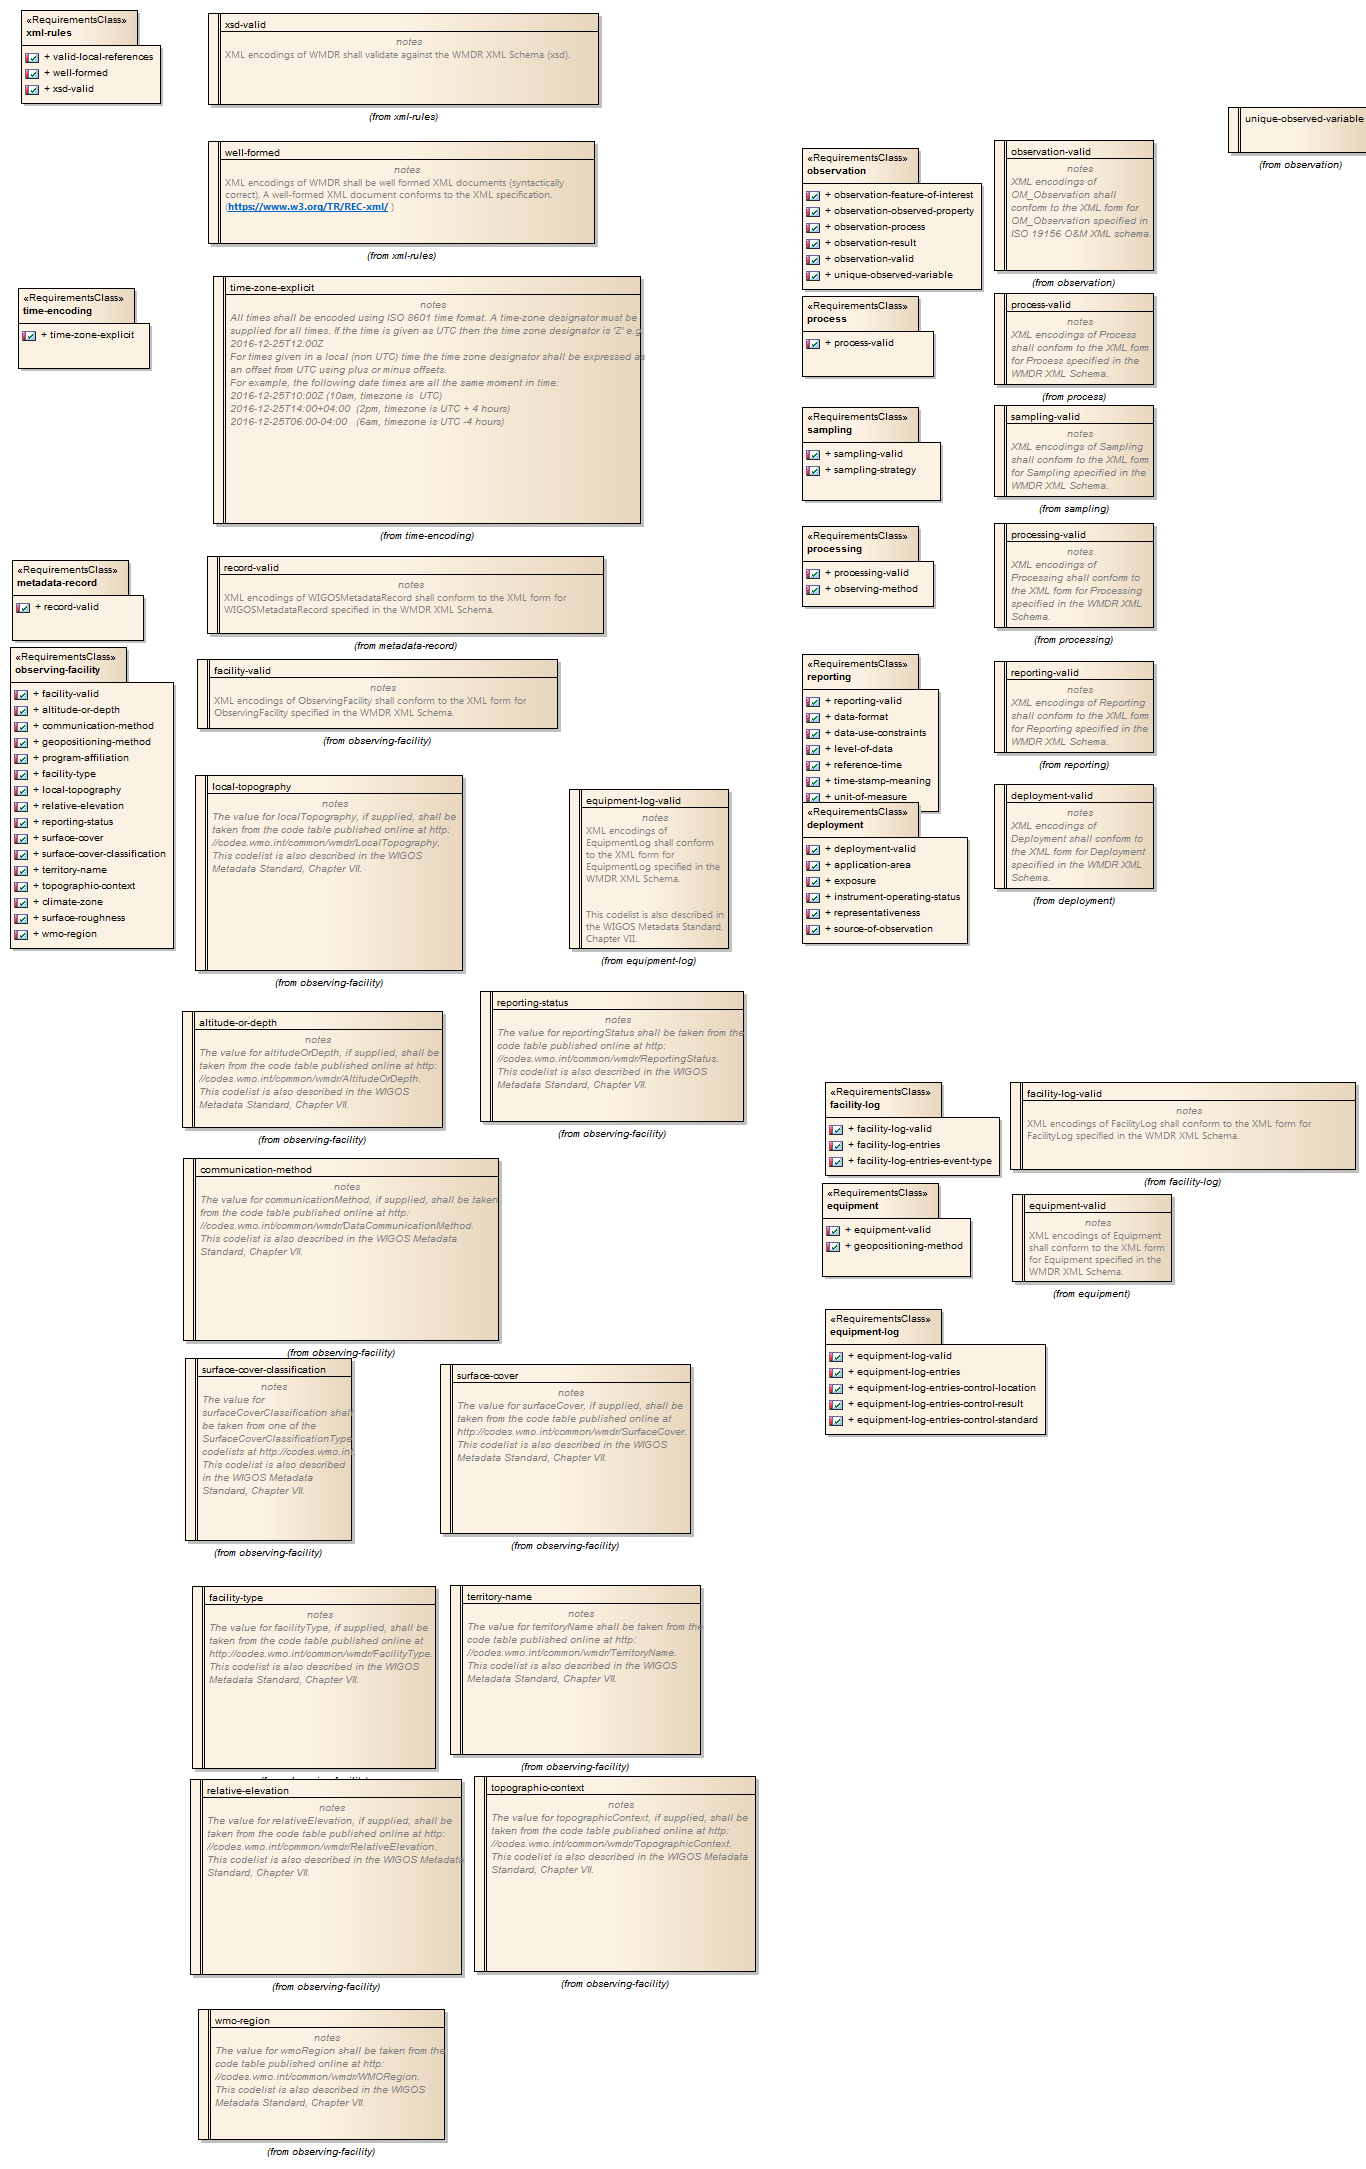 «RequirementsClass»
xml-rules
+ valid-local-references
+ well-formed
+ xsd-valid
xsd-valid
notes
XML encodings of WMDR shall validate against the WMDR XML Schema (xsd).
(from xml-rules)
well-formed
notes
XML encodings of WMDR shall be well formed XML documents (syntactically
correct). A well-formed XML document conforms to the XML specification.
(https://www.w3.org/TR/REC-xml/ )
(from xml-rules)
«RequirementsClass»
time-encoding
+ time-zone-explicit
time-zone-explicit
notes
All times shall be encoded using ISO 8601 time format. A time-zone designator must be
supplied for all times. If the time is given as UTC then the time zone designator is 'Z' e.g.
2016-12-25T12:00Z
For times given in a local (non UTC) time the time zone designator shall be expressed as
an offset from UTC using plus or minus offsets.
For example, the following date times are all the same moment in time:
2016-12-25T10:00Z (10am, timezone is  UTC)
2016-12-25T14:00+04:00  (2pm, timezone is UTC + 4 hours)
2016-12-25T06:00-04:00   (6am, timezone is UTC -4 hours)
(from time-encoding)
«RequirementsClass»
metadata-record
+ record-valid
record-valid
notes
XML encodings of WIGOSMetadataRecord shall conform to the XML form for
WIGOSMetadataRecord specified in the WMDR XML Schema.
(from metadata-record)
«RequirementsClass»
observing-facility
+ facility-valid
+ altitude-or-depth
+ communication-method
+ geopositioning-method
+ program-affiliation
+ facility-type
+ local-topography
+ relative-elevation
+ reporting-status
+ surface-cover
+ surface-cover-classification
+ territory-name
+ topographic-context
+ climate-zone
+ surface-roughness
+ wmo-region
facility-valid
notes
XML encodings of ObservingFacility shall conform to the XML form for
ObservingFacility specified in the WMDR XML Schema.
(from observing-facility)
local-topography
notes
The value for localTopography, if supplied, shall be
taken from the code table published online at http:
//codes.wmo.int/common/wmdr/LocalTopography.
This codelist is also described in the WIGOS
Metadata Standard, Chapter VII.
(from observing-facility)
equipment-log-valid
notes
XML encodings of
EquipmentLog shall conform
to the XML form for
EquipmentLog specified in the
WMDR XML Schema.
This codelist is also described in
the WIGOS Metadata Standard,
Chapter VII.
(from equipment-log)
altitude-or-depth
notes
The value for altitudeOrDepth, if supplied, shall be
taken from the code table published online at http:
//codes.wmo.int/common/wmdr/AltitudeOrDepth.
This codelist is also described in the WIGOS
Metadata Standard, Chapter VII.
(from observing-facility)
reporting-status
notes
The value for reportingStatus shall be taken from the
code table published online at http:
//codes.wmo.int/common/wmdr/ReportingStatus.
This codelist is also described in the WIGOS
Metadata Standard, Chapter VII.
(from observing-facility)
communication-method
notes
The value for communicationMethod, if supplied, shall be taken
from the code table published online at http:
//codes.wmo.int/common/wmdr/DataCommunicationMethod.
This codelist is also described in the WIGOS Metadata
Standard, Chapter VII.
(from observing-facility)
surface-cover-classification
notes
The value for
surfaceCoverClassification shall
be taken from one of the
SurfaceCoverClassificationType
codelists at http://codes.wmo.in
This codelist is also described
in the WIGOS Metadata
Standard, Chapter VII.
(from observing-facility)
surface-cover
notes
The value for surfaceCover, if supplied, shall be
taken from the code table published online at
http://codes.wmo.int/common/wmdr/SurfaceCover.
This codelist is also described in the WIGOS
Metadata Standard, Chapter VII.
(from observing-facility)
facility-type
notes
The value for facilityType, if supplied, shall be
taken from the code table published online at
http://codes.wmo.int/common/wmdr/FacilityType.
This codelist is also described in the WIGOS
Metadata Standard, Chapter VII.
territory-name
notes
The value for territoryName shall be taken from the
code table published online at http:
//codes.wmo.int/common/wmdr/TerritoryName.
This codelist is also described in the WIGOS
Metadata Standard, Chapter VII.
(from observing-facility)
relative-elevation
notes
The value for relativeElevation, if supplied, shall be
taken from the code table published online at http:
//codes.wmo.int/common/wmdr/RelativeElevation.
This codelist is also described in the WIGOS Metadata
Standard, Chapter VII.
(from observing-facility)
topographic-context
notes
The value for topographicContext, if supplied, shall be
taken from the code table published online at http:
//codes.wmo.int/common/wmdr/TopographicContext.
This codelist is also described in the WIGOS Metadata
Standard, Chapter VII.
(from observing-facility)
wmo-region
notes
The value for wmoRegion shall be taken from the
code table published online at http:
//codes.wmo.int/common/wmdr/WMORegion.
This codelist is also described in the WIGOS
Metadata Standard, Chapter VII.
(from observing-facility)
unique-observed-variable
(from observation)
«RequirementsClass»
observation
+ observation-feature-of-interest
+ observation-observed-property
+ observation-process
+ observation-result
+ observation-valid
+ unique-observed-variable
observation-valid
notes
XML encodings of
OM_Observation shall
conform to the XML form for
OM_Observation specified in
ISO 19156 O&M XML schema.
(from observation)
«RequirementsClass»
process
+ process-valid
process-valid
notes
XML encodings of Process
shall conform to the XML form
for Process specified in the
WMDR XML Schema.
(from process)
«RequirementsClass»
sampling
+ sampling-valid
+ sampling-strategy
sampling-valid
notes
XML encodings of Sampling
shall conform to the XML form
for Sampling specified in the
WMDR XML Schema.
(from sampling)
«RequirementsClass»
processing
+ processing-valid
+ observing-method
processing-valid
notes
XML encodings of
Processing shall conform to
the XML form for Processing
specified in the WMDR XML
Schema.
(from processing)
«RequirementsClass»
reporting
+ reporting-valid
+ data-format
+ data-use-constraints
+ level-of-data
+ reference-time
+ time-stamp-meaning
+ unit-of-measure
reporting-valid
notes
XML encodings of Reporting
shall conform to the XML form
for Reporting specified in the
WMDR XML Schema.
(from reporting)
«RequirementsClass»
deployment
+ deployment-valid
+ application-area
+ exposure
+ instrument-operating-status
+ representativeness
+ source-of-observation
deployment-valid
notes
XML encodings of
Deployment shall conform to
the XML form for Deployment
specified in the WMDR XML
Schema.
(from deployment)
«RequirementsClass»
facility-log
+ facility-log-valid
+ facility-log-entries
+ facility-log-entries-event-type
facility-log-valid
notes
XML encodings of FacilityLog shall conform to the XML form for
FacilityLog specified in the WMDR XML Schema.
(from facility-log)
«RequirementsClass»
equipment
+ equipment-valid
+ geopositioning-method
equipment-valid
notes
XML encodings of Equipment
shall conform to the XML form
for Equipment specified in the
WMDR XML Schema.
(from equipment)
«RequirementsClass»
equipment-log
+ equipment-log-valid
+ equipment-log-entries
+ equipment-log-entries-control-location
+ equipment-log-entries-control-result
+ equipment-log-entries-control-standard